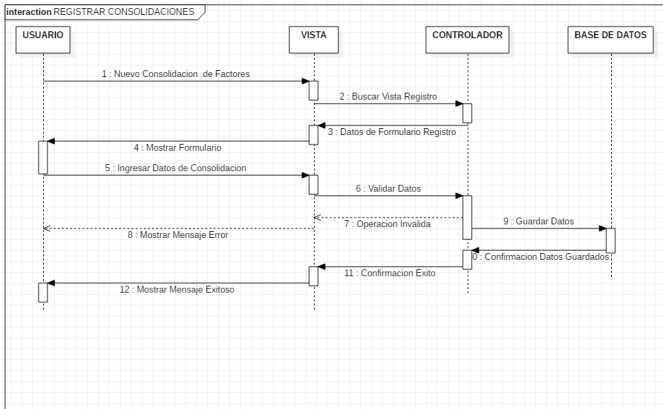 interaction REGISTRAR CONSOLIDACIONES
USUARIO
VISTA
CONTROLADOR
BASE DE DATOS
1 : Nuevo Consolidacion de Factores
2 : Buscar Vista Registro
3 : Datos de Formulario Registro
4 : Mostrar Formulario
5 : Ingresar Datos de Consolidacion
6 : Validar Datos
7 : Operacion Invalida
8 : Mostrar Mensaje Error
9 : Guardar Datos
0 : Confirmacion Datos Guardados
11 : Confirmacion Exito
12 : Mostrar Mensaje Exitoso